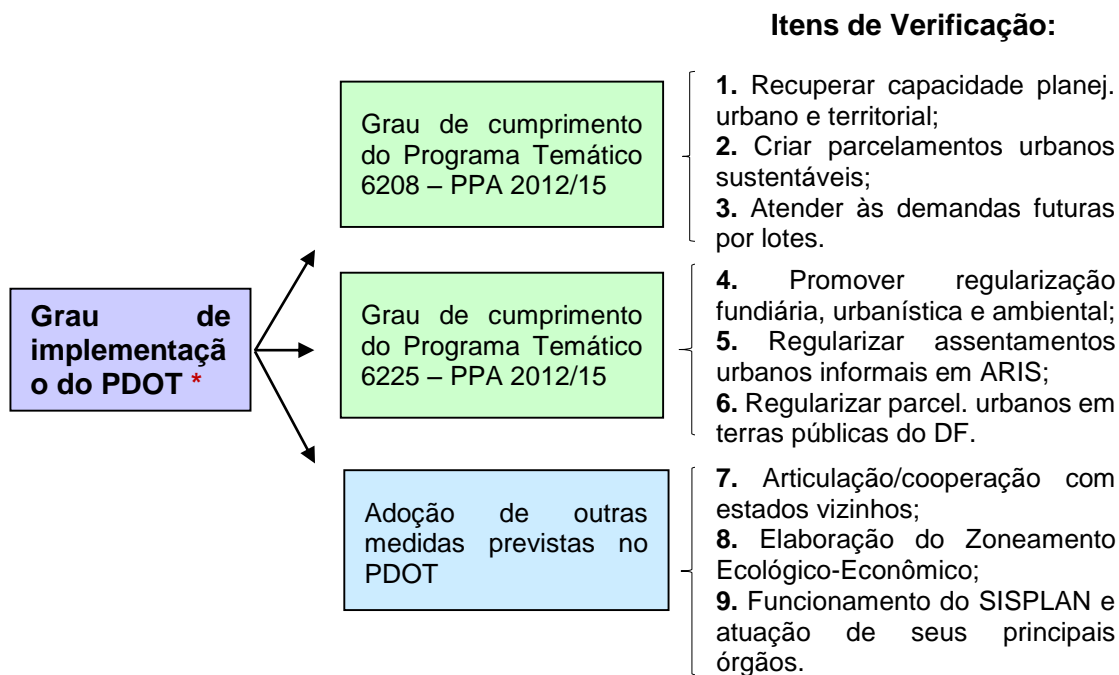 Itens de Verificação:
Grau de cumprimento
do Programa Temático
6208 – PPA 2012/15
1. Recuperar capacidade planej.
urbano e territorial;
2. Criar parcelamentos urbanos
sustentáveis;
3. Atender às demandas futuras
por lotes.
Grau de
implementaçã
o do PDOT *
Grau de cumprimento
do Programa Temático
6225 – PPA 2012/15
4. Promover regularização
fundiária, urbanística e ambiental;
5. Regularizar assentamentos
urbanos informais em ARIS;
6. Regularizar parcel. urbanos em
terras públicas do DF.
Adoção de outras
medidas previstas no
PDOT
7. Articulação/cooperação com
estados vizinhos;
8. Elaboração do Zoneamento
Ecológico-Econômico;
9. Funcionamento do SISPLAN e
atuação de seus principais
órgãos.